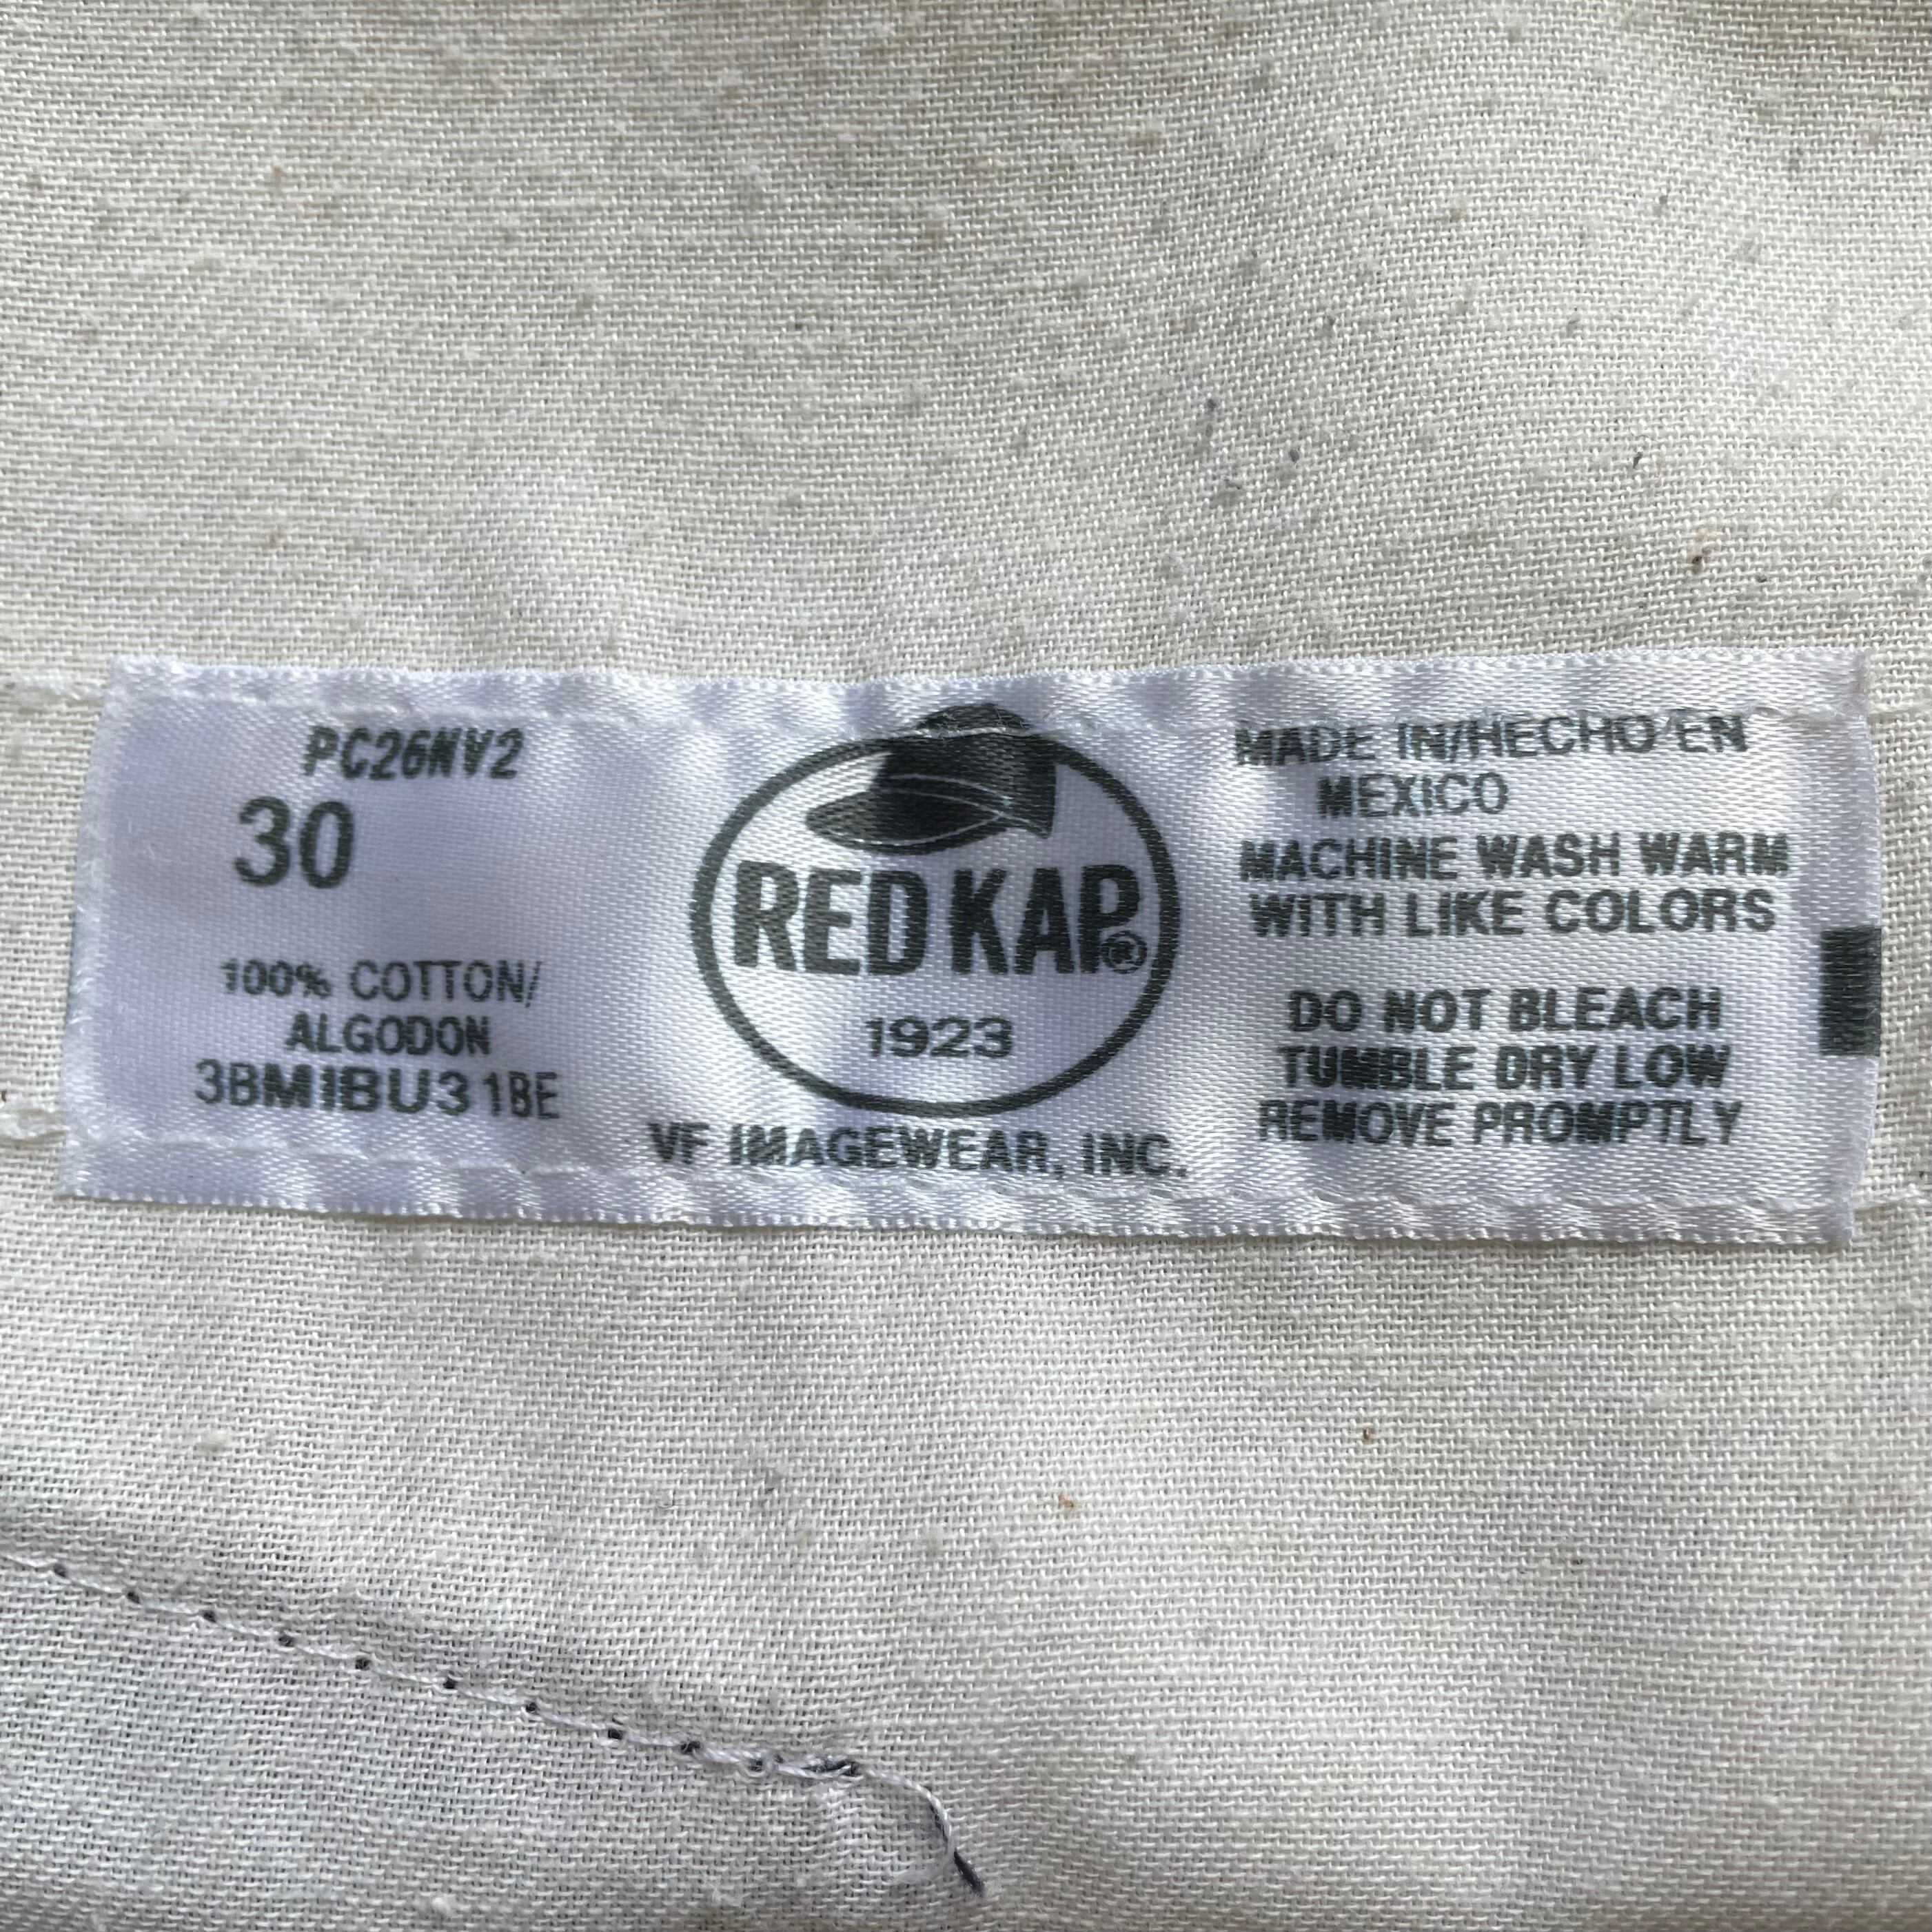 PC26NV2
30
100% COTTON/
ALGODON
3BMIBU31BE
RED KAP®
1923
VF IMAGEWEAR, INC.
MADE IN/HECHO EN
MEXICO
MACHINE WASH WARM
WITH LIKE COLORS
DO NOT BLEACH
TUMBLE DRY LOW
REMOVE PROMPTLY